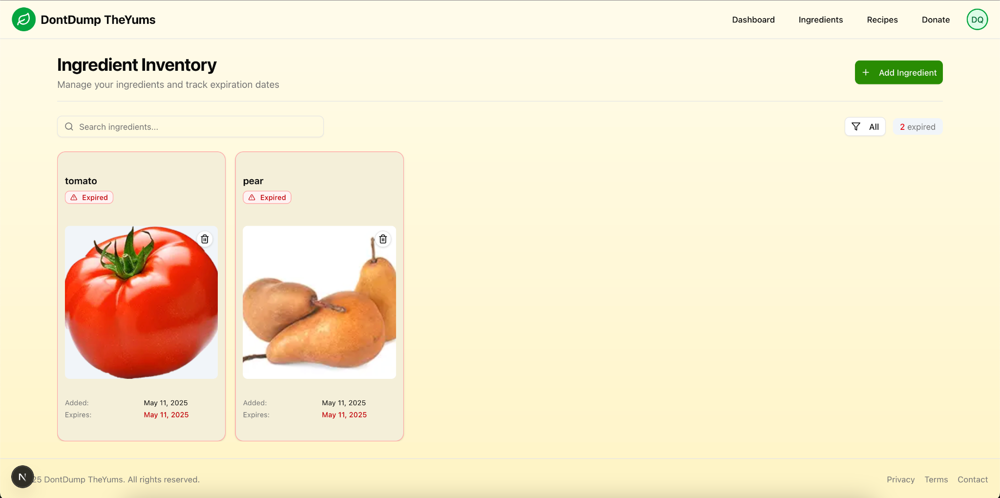 DontDump TheYums
Dashboard
Ingredients
Recipes
Donate
DQ
Ingredient Inventory
Manage your ingredients and track expiration dates
Add Ingredient
Search ingredients...
All
2 expired
tomato
Expired
Added: May 11, 2025
Expires: May 11, 2025
pear
Expired
Added: May 11, 2025
Expires: May 11, 2025
N
25 DontDump TheYums. All rights reserved.
Privacy
Terms
Contact